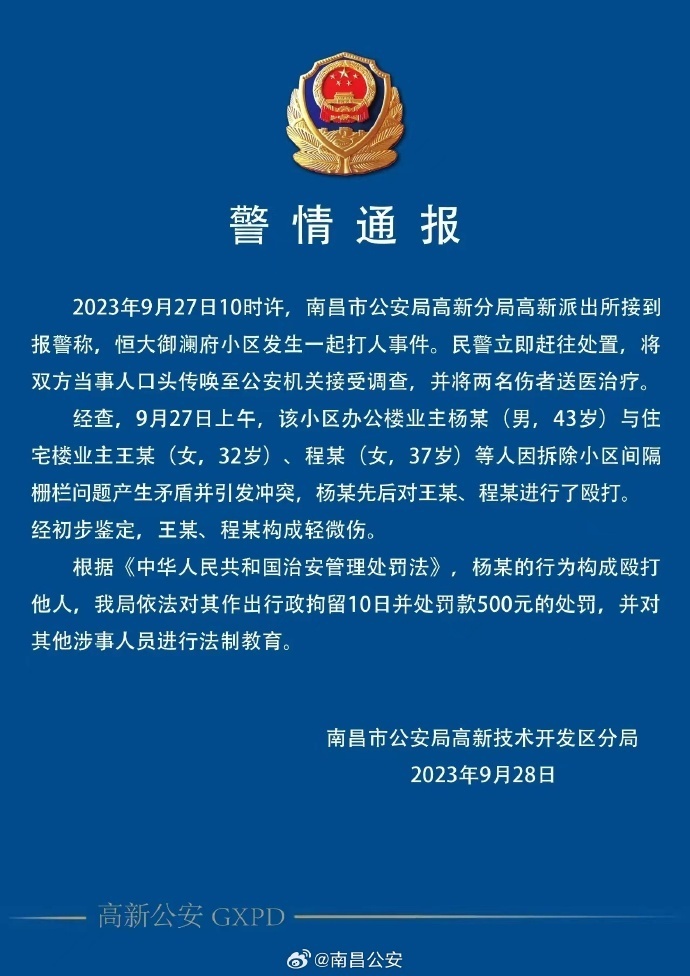 警情通报
2023年9月27日10时许，南昌市公安局高新分局高新派出所接到
报警称，恒大御澜府小区发生一起打人事件。民警立即赶往处置，将
双方当事人口头传唤至公安机关接受调查，并将两名伤者送医治疗。
经查，9月27日上午，该小区办公楼业主杨某（男，43岁）与住
宅楼业主王某（女，32岁）、程某（女，37岁）等人因拆除小区间隔
栅栏问题产生矛盾并引发冲突，杨某先后对王某、程某进行了殴打。
经初步鉴定，王某、程某构成轻微伤。
根据《中华人民共和国治安管理处罚法》，杨某的行为构成殴打
他人，我局依法对其作出行政拘留10日并处罚款500元的处罚，并对
其他涉事人员进行法制教育。
南昌市公安局高新技术开发区分局
2023年9月28日
高新公安 GXPD
@南昌公安